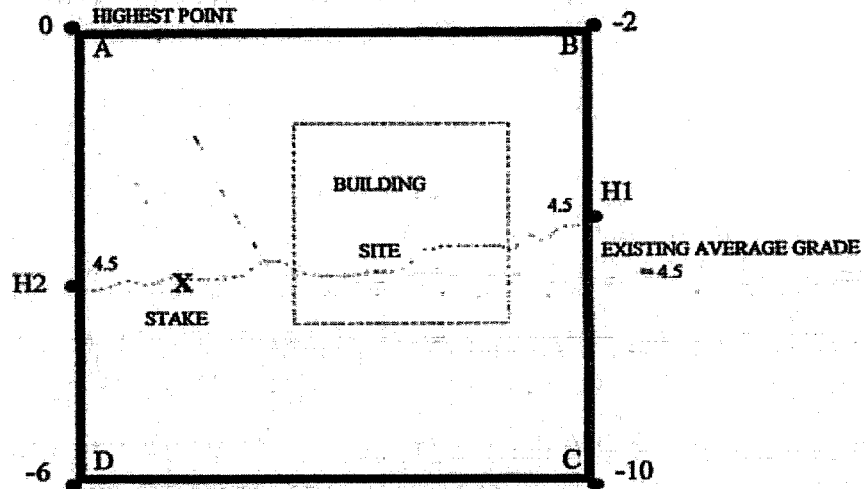 0 HIGHEST POINT -2
A B
BUILDING
4.5 H1
SITE EXISTING AVERAGE GRADE
4.5 = 4.5
H2 X
STAKE
-6 D C -10